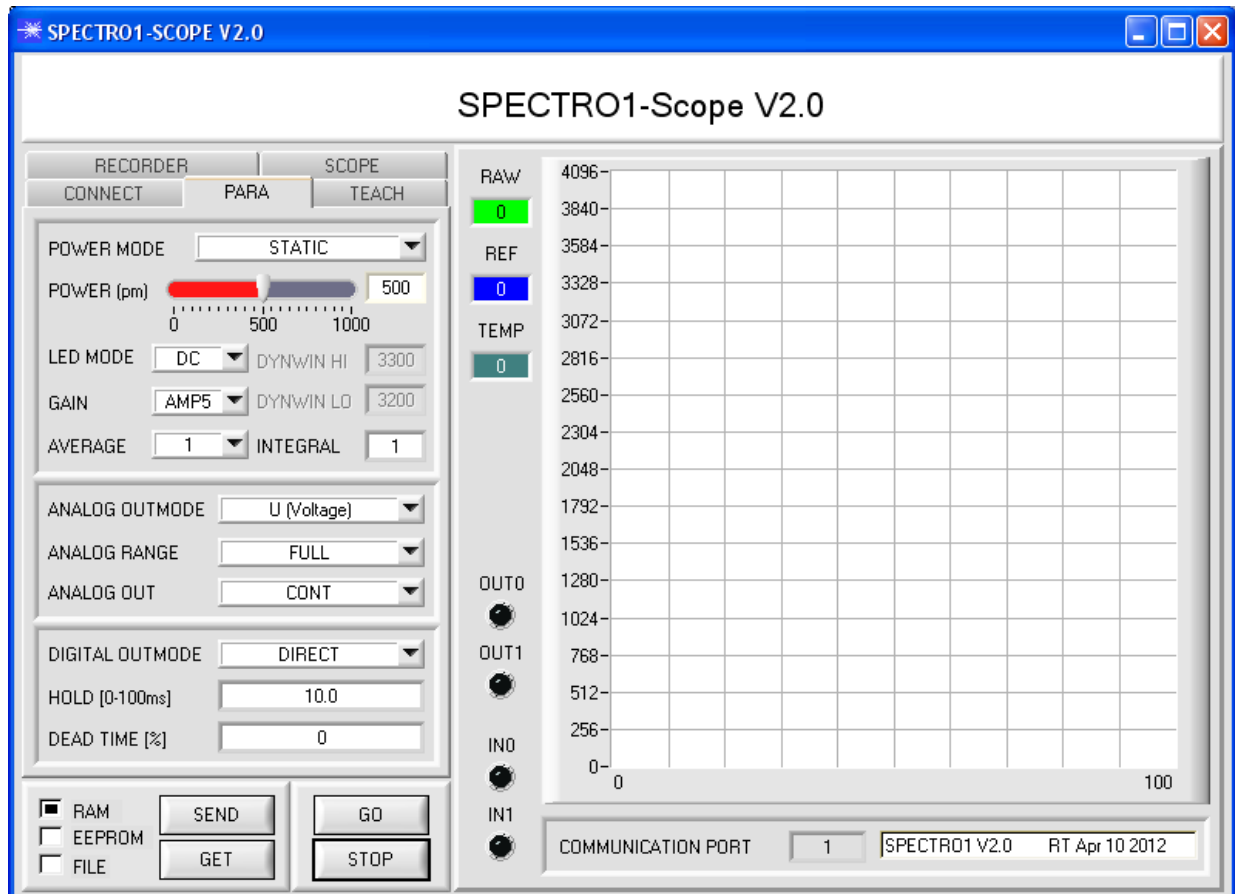 SPECTRO1-SCOPE V2.0
SPECTRO1-Scope V2.0
RECORDER SCOPE
CONNECT PARA TEACH
POWER MODE STATIC
POWER (pm) 500
0 500 1000
LED MODE DC DYNWIN HI 3300
GAIN AMP5 DYNWIN LO 3200
AVERAGE 1 INTEGRAL 1
ANALOG OUTMODE U (Voltage)
ANALOG RANGE FULL
ANALOG OUT CONT
DIGITAL OUTMODE DIRECT
HOLD [0-100ms] 10.0
DEAD TIME [%] 0
RAM SEND GO
EEPROM
FILE GET STOP
RAW
0
REF
0
TEMP
0
OUT0
OUT1
IN0
IN1
4096
3840
3584
3328
3072
2816
2560
2304
2048
1792
1536
1280
1024
768
512
256
0
0 100
COMMUNICATION PORT 1 SPECTRO1 V2.0 RT Apr 10 2012